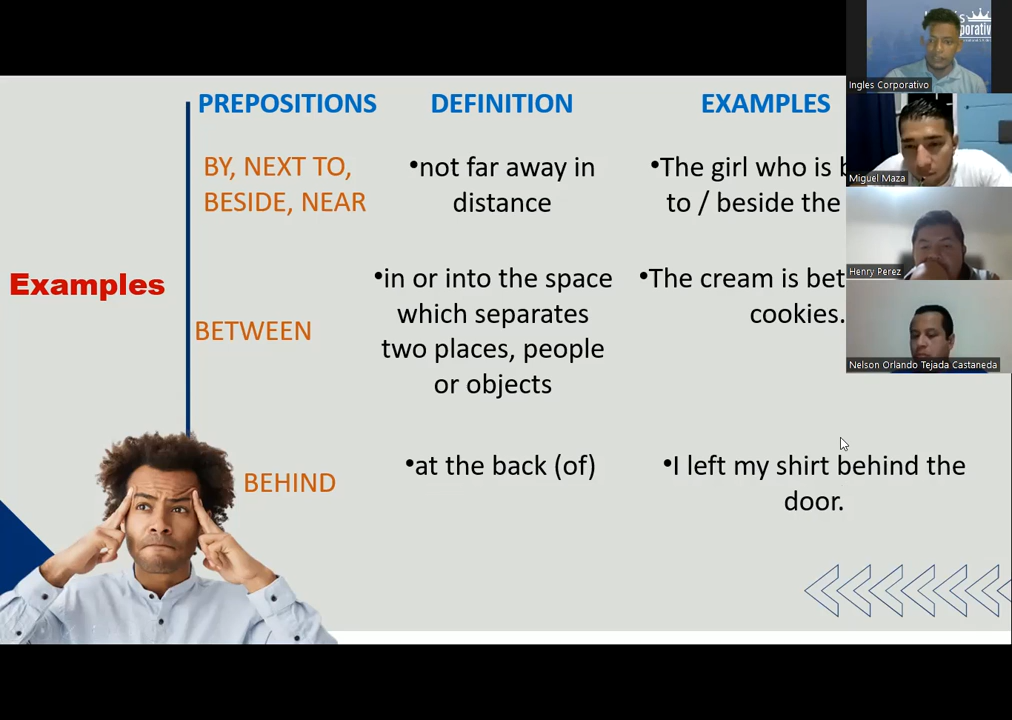 PREPOSITIONS DEFINITION EXAMPLES
BY, NEXT TO,
BESIDE, NEAR
•not far away in
distance
•The girl who is
to / beside the
Examples
BETWEEN
•in or into the space
which separates
two places, people
or objects
•The cream is
cookies.
BEHIND
•at the back (of)
•I left my shirt behind the
door.
Ingles Corporativo
Miguel Maza
Henry Perez
Nelson Orlando Tejada Castaneda